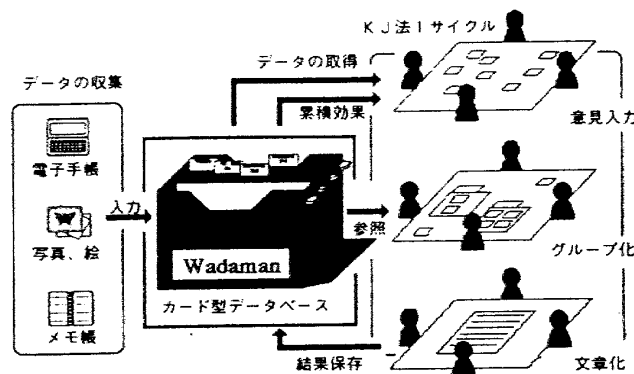 KJ法1サイクル
データの取得
データの収集
累積効果
意見入力
電子手帳
入力
参照
写真、絵
Wadaman
グループ化
カード型データベース
メモ帳
結果保存
文章化